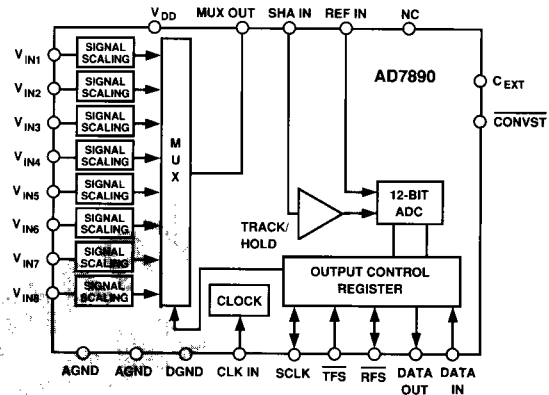 V DD
MUX OUT
SHA IN
REF IN
NC
AD7890
V IN1
SIGNAL
SCALING
V IN2
SIGNAL
SCALING
V IN3
SIGNAL
SCALING
V IN4
SIGNAL
SCALING
V IN5
SIGNAL
SCALING
V IN6
SIGNAL
SCALING
V IN7
SIGNAL
SCALING
V IN8
SIGNAL
SCALING
M
U
X
C EXT
CONVST
12-BIT
ADC
TRACK/
HOLD
OUTPUT CONTROL
REGISTER
CLOCK
AGND
AGND
DGND
CLK IN
SCLK
TFS
RFS
DATA
OUT
DATA
IN